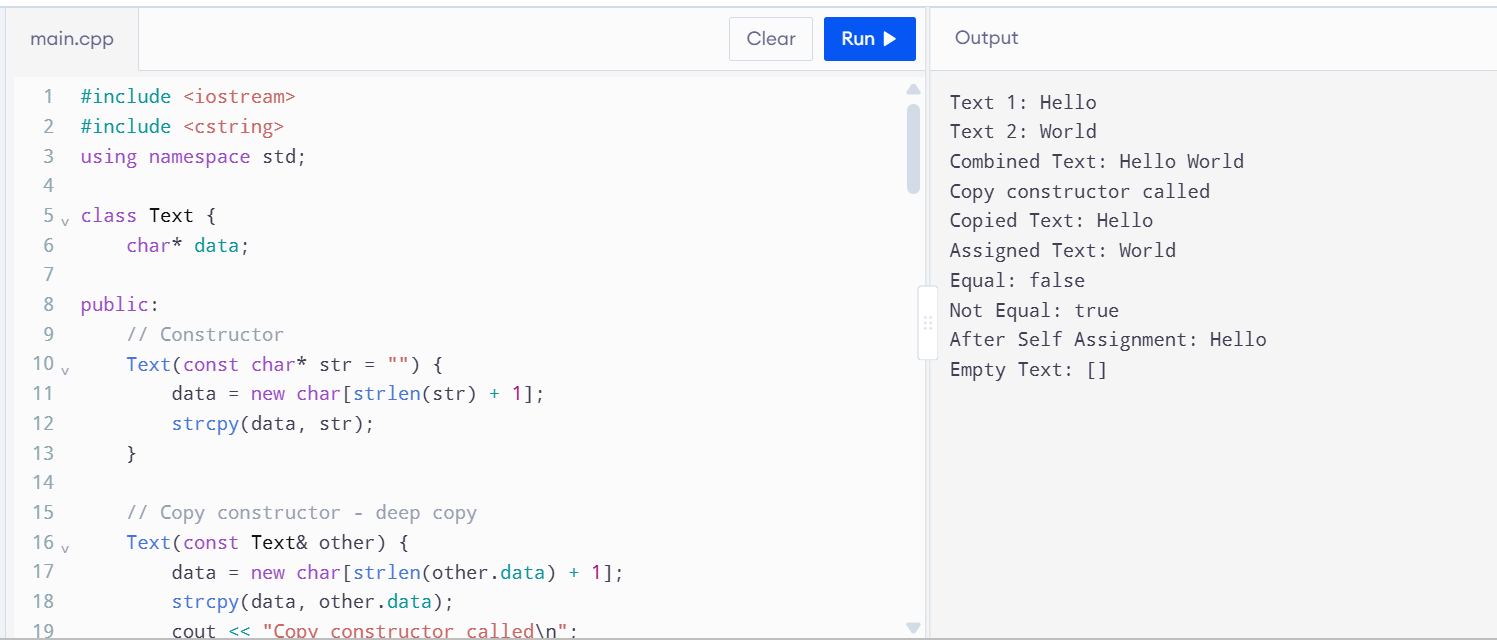 main.cpp
Clear
Run
Output
1 #include <iostream>
2 #include <cstring>
3 using namespace std;
4
5 class Text {
6     char* data;
7
8 public:
9     // Constructor
10     Text(const char* str = "") {
11         data = new char[strlen(str) + 1];
12         strcpy(data, str);
13     }
14
15     // Copy constructor - deep copy
16     Text(const Text& other) {
17         data = new char[strlen(other.data) + 1];
18         strcpy(data, other.data);
19         cout << "Copy constructor called\n";
Text 1: Hello
Text 2: World
Combined Text: Hello World
Copy constructor called
Copied Text: Hello
Assigned Text: World
Equal: false
Not Equal: true
After Self Assignment: Hello
Empty Text: []